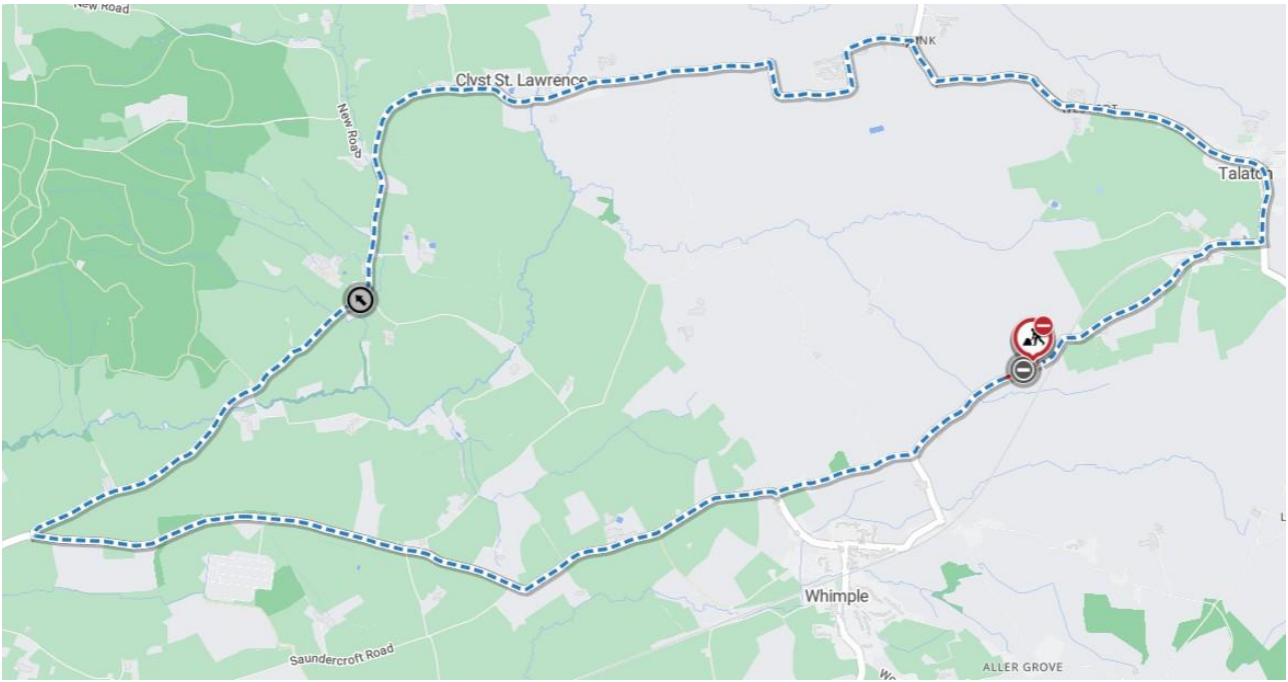 New Road
Clyst St. Lawrence
New Road
Talaton
Whimple
Saundercroft Road
ALLER GROVE